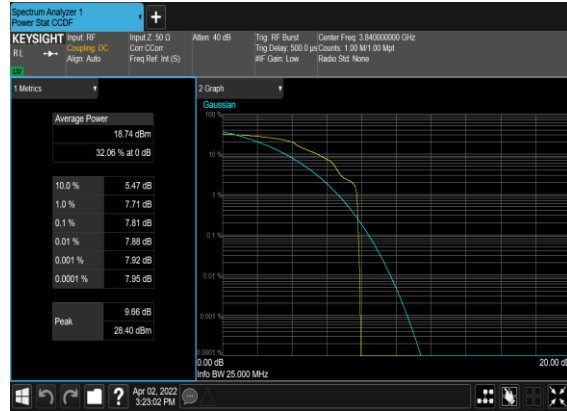 Spectrum Analyzer 1
Power Stat CCDF
KEYSIGHT
RL
Input: RF
Coupling: DC
Align: Auto
Input Z: 50 Ω
Corr CCorr
Freq Ref: Int (S)
Atten: 40 dB
Trig: RF Burst
Trig Delay: 500.0 µs
#IF Gain: Low
Center Freq: 3.840000000 GHz
Counts: 1.00 M/1.00 Mpt
Radio Std: None
1 Metrics
Average Power
18.74 dBm
32.06 % at 0 dB
10.0 % 5.47 dB
1.0 % 7.71 dB
0.1 % 7.81 dB
0.01 % 7.88 dB
0.001 % 7.92 dB
0.0001 % 7.95 dB
Peak
9.66 dB
28.40 dBm
2 Graph
Gaussian
100 %
10 %
1 %
0.1 %
0.01 %
0.001 %
0.0001 %
0.00 dB
20.00 dB
Info BW 25.000 MHz
?
Apr 02, 2022
3:23:02 PM